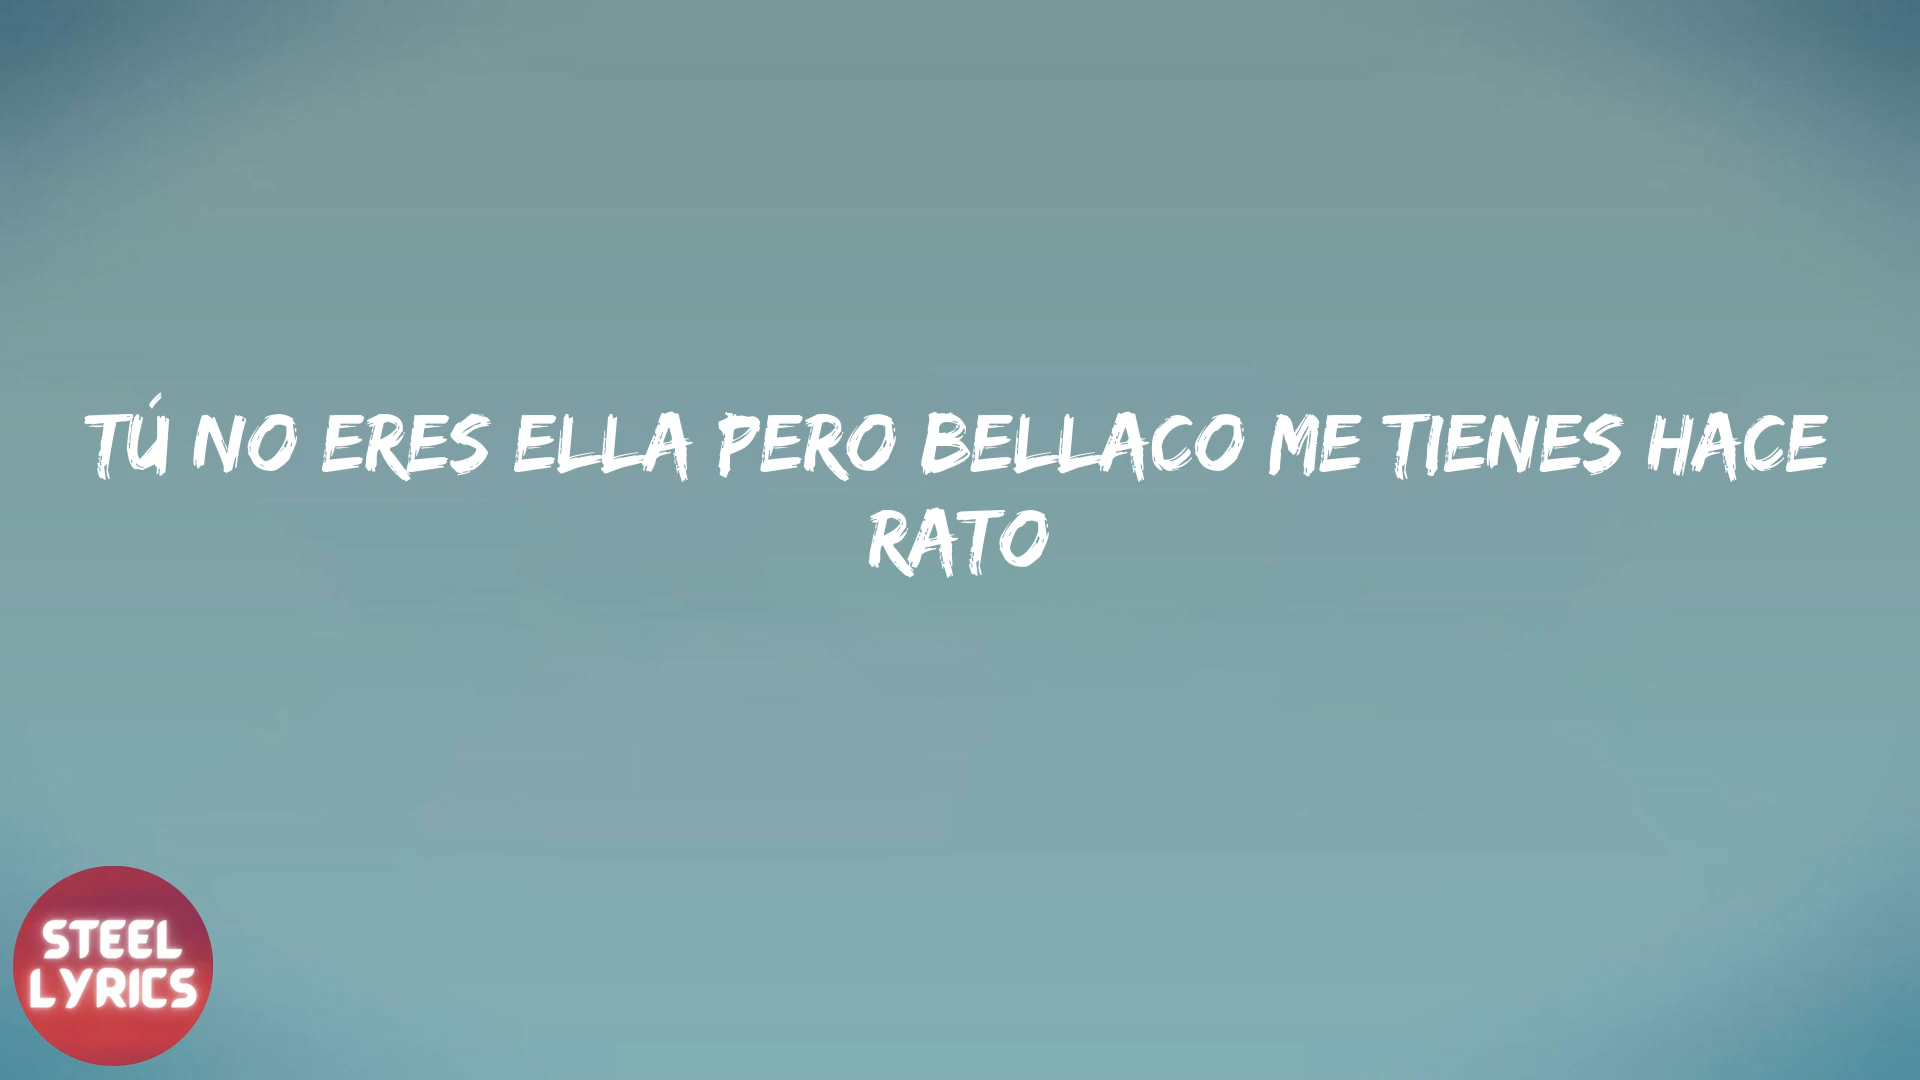 TÚ NO ERES ELLA PERO BELLACO ME TIENES HACE
RATO
STEEL
LYRICS